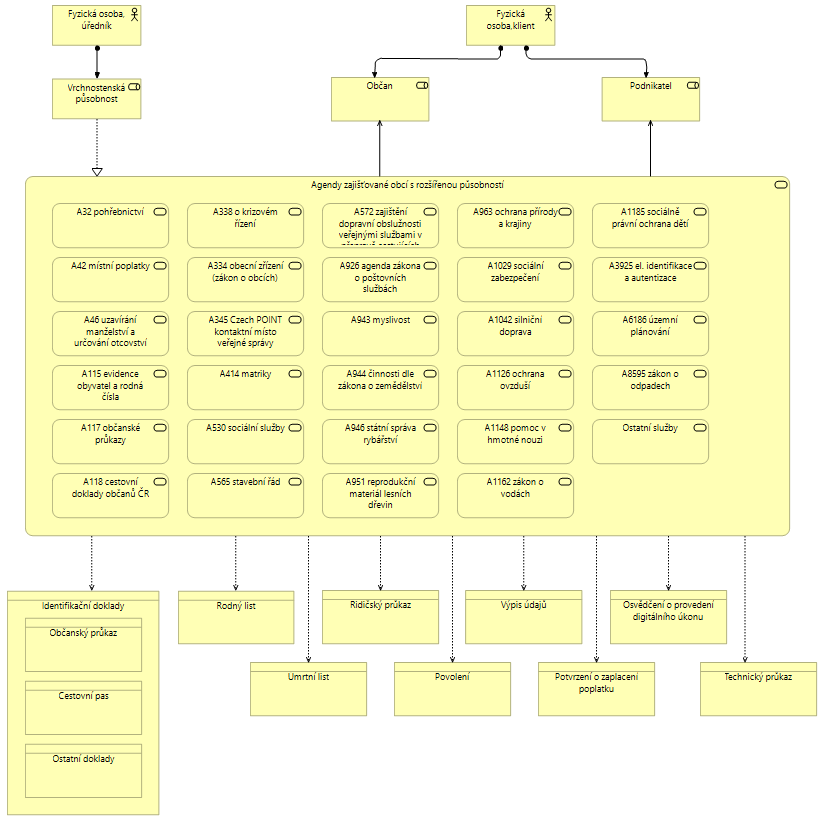 Fyzická osoba,
úředník
Fyzická
osoba,klient
Vrchnostenská
působnost
Občan
Podnikatel
Agendy zajišťované obcí s rozšířenou působností
A32 pohřebnictví
A338 o krizovém
řízení
A572 zajištění
dopravní obslužnosti
veřejnými službami v
A963 ochrana přírody
a krajiny
A1185 sociálně
právní ochrana dětí
A42 místní poplatky
A334 obecní zřízení
(zákon o obcích)
A926 agenda zákona
o poštovních
službách
A1029 sociální
zabezpečení
A3925 el. identifikace
a autentizace
A46 uzavírání
manželství a
určování otcovství
A345 Czech POINT
kontaktní místo
veřejné správy
A943 myslivost
A1042 silniční
doprava
A6186 územní
plánování
A115 evidence
obyvatel a rodná
čísla
A414 matriky
A944 činnosti dle
zákona o zemědělství
A1126 ochrana
ovzduší
A8595 zákon o
odpadech
A117 občanské
průkazy
A530 sociální služby
A946 státní správa
rybářství
A1148 pomoc v
hmotné nouzi
Ostatní služby
A118 cestovní
doklady občanů ČR
A565 stavební řád
A951 reprodukční
materiál lesních
dřevin
A1162 zákon o
vodách
Identifikační doklady
Občanský průkaz
Cestovní pas
Ostatní doklady
Rodný list
Ridičský průkaz
Výpis údajů
Osvědčení o provedení
digitálního úkonu
Umrtní list
Povolení
Potvrzení o zaplacení
poplatku
Technický průkaz